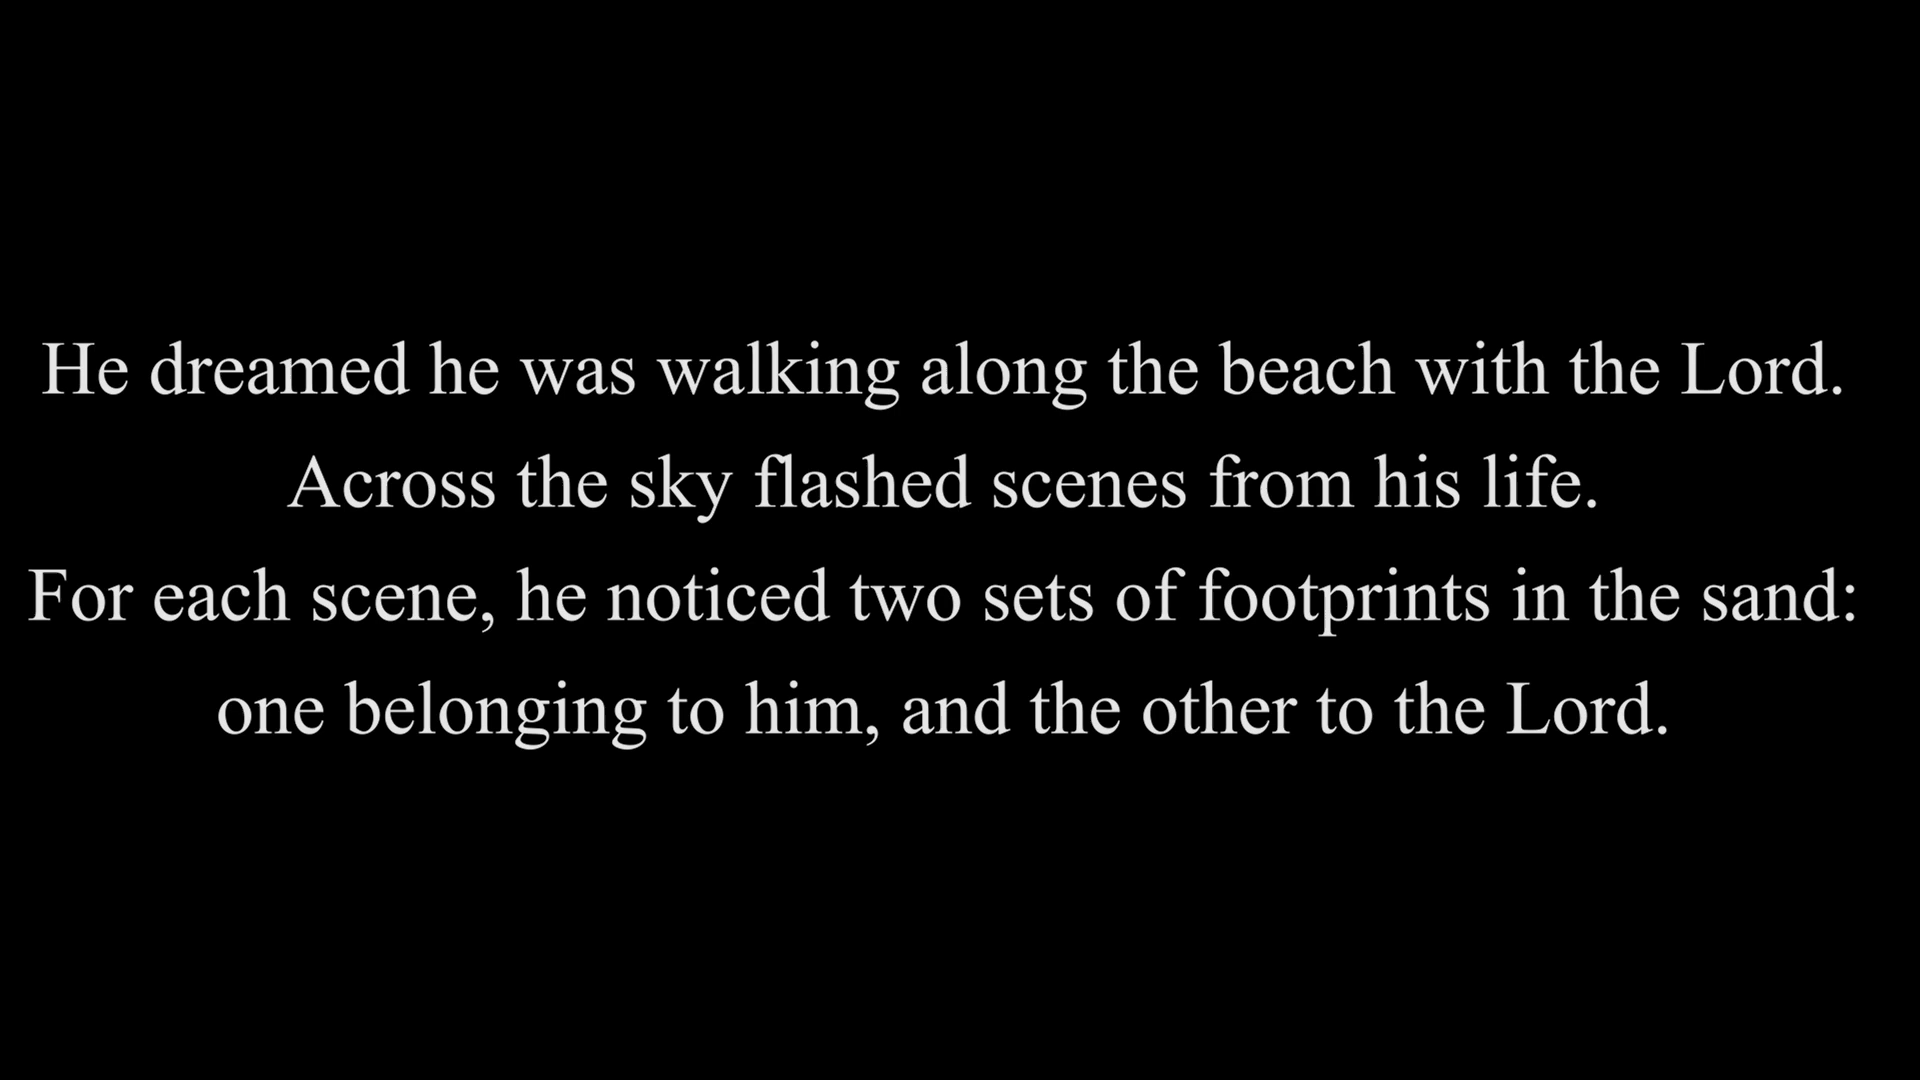 He dreamed he was walking along the beach with the Lord.
Across the sky flashed scenes from his life.
For each scene, he noticed two sets of footprints in the sand:
one belonging to him, and the other to the Lord.